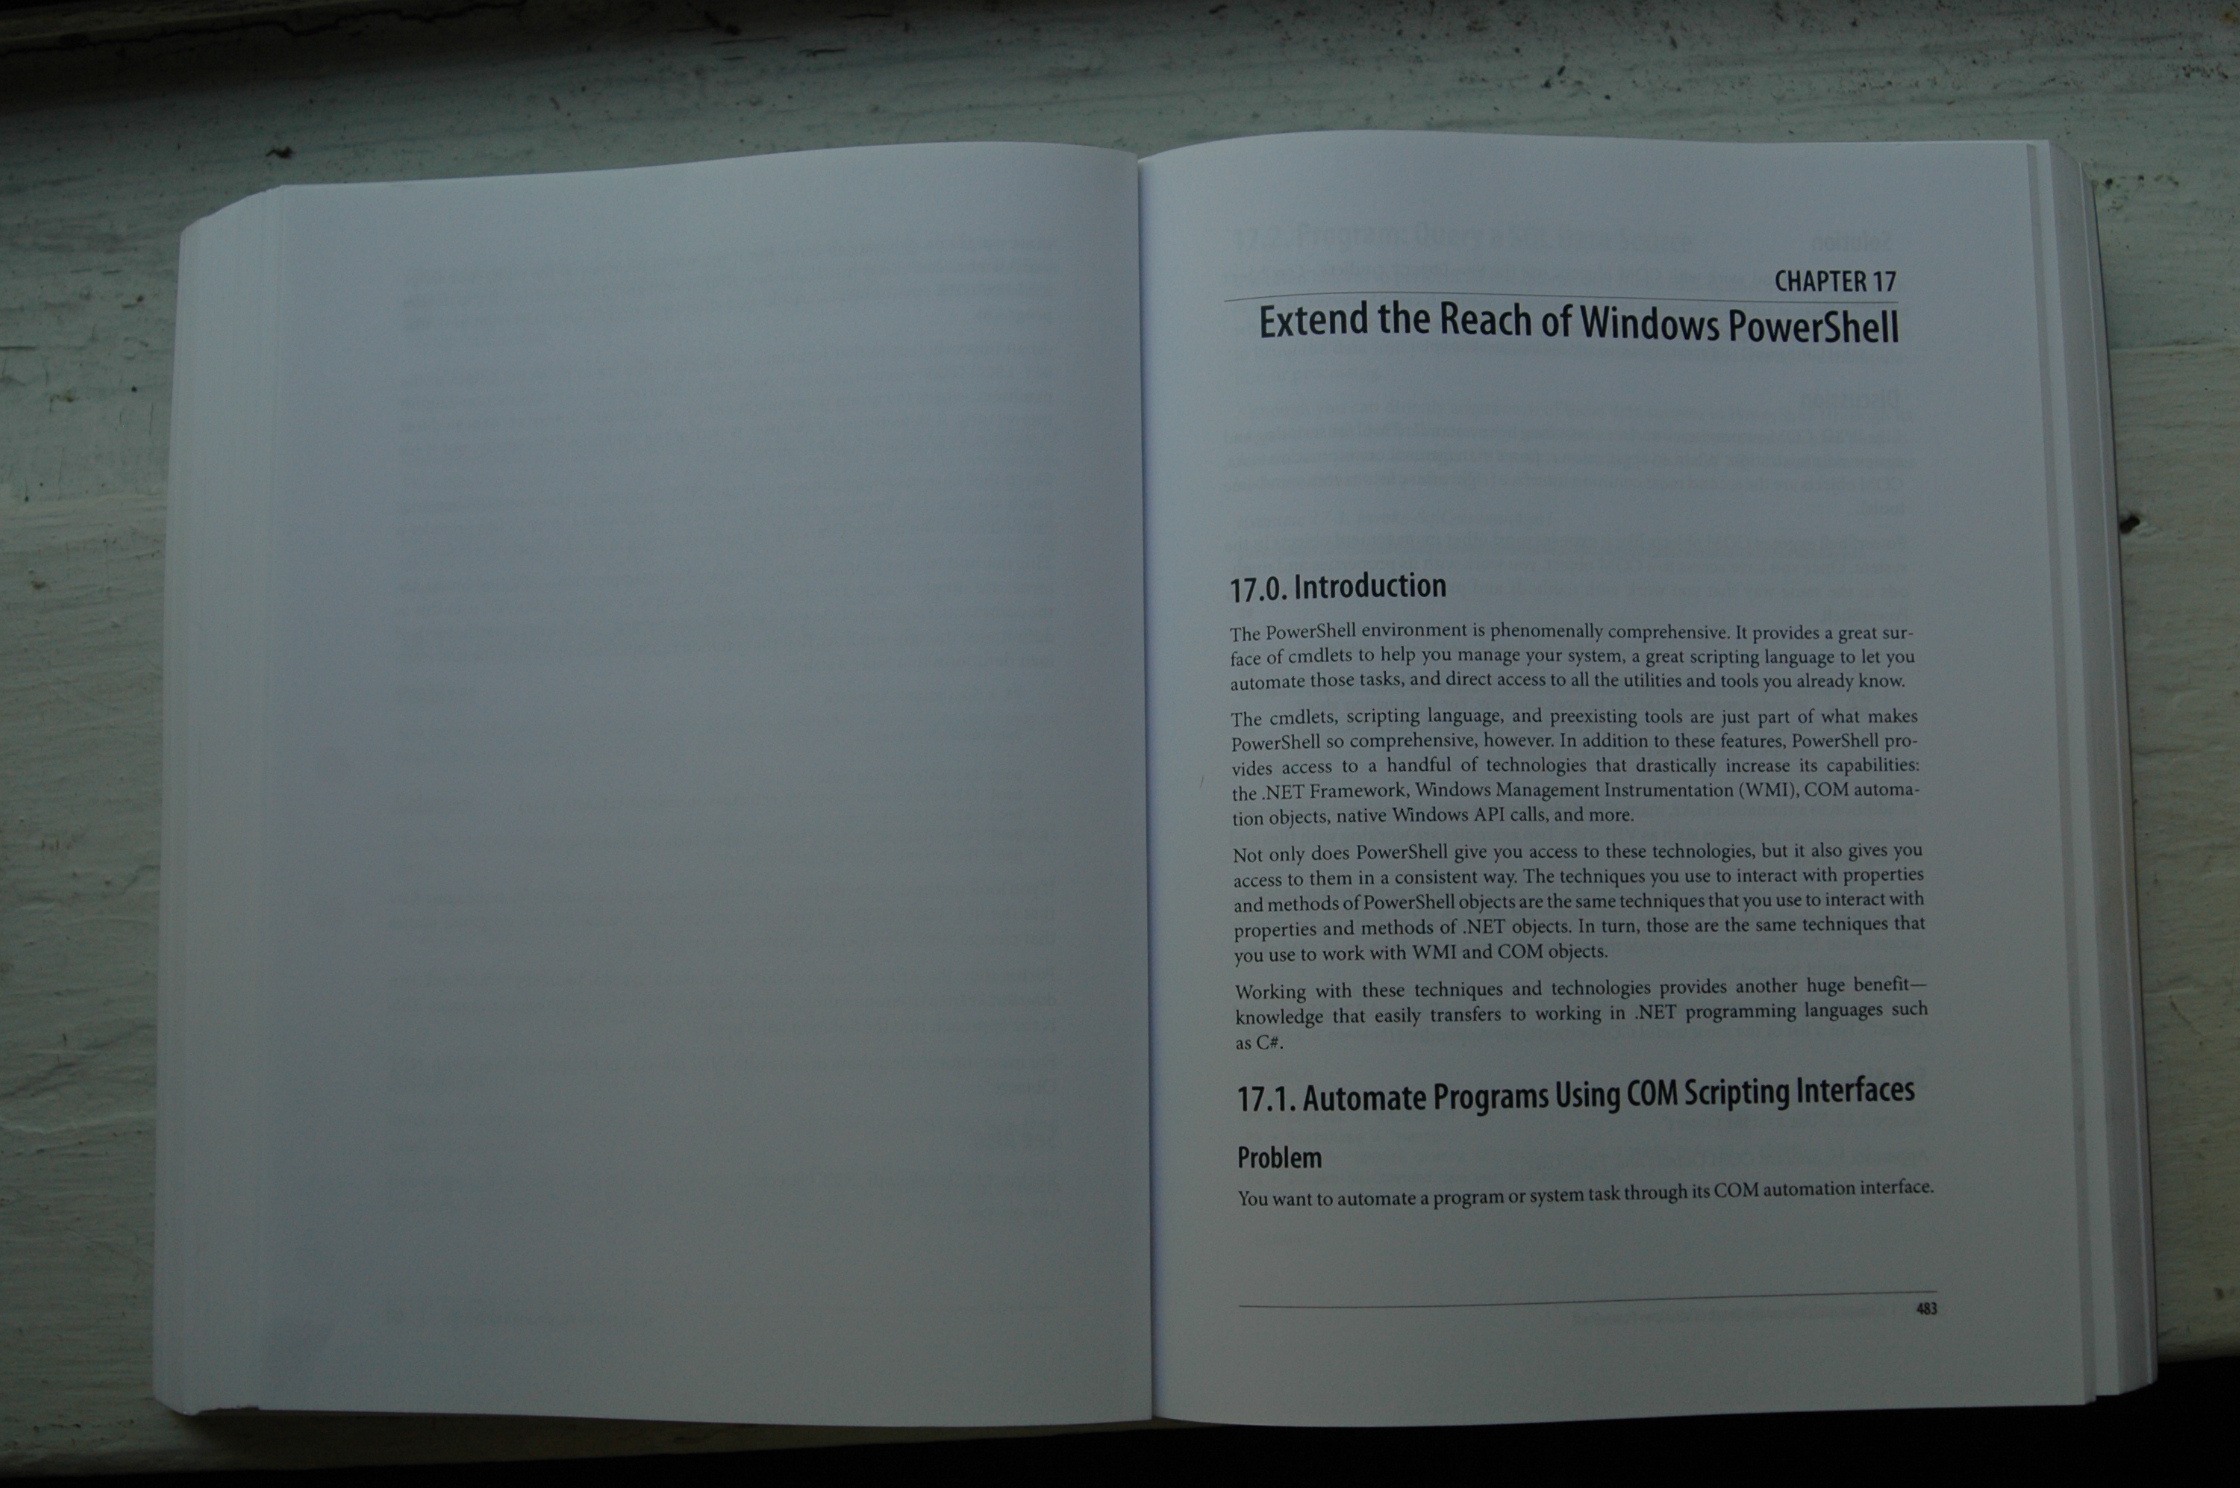 CHAPTER 17
Extend the Reach of Windows PowerShell
17.0. Introduction
The PowerShell environment is phenomenally comprehensive. It provides a great sur-
face of cmdlets to help you manage your system, a great scripting language to let you
automate those tasks, and direct access to all the utilities and tools you already know.
The cmdlets, scripting language, and preexisting tools are just part of what makes
PowerShell so comprehensive, however. In addition to these features, PowerShell pro-
vides access to a handful of technologies that drastically increase its capabilities:
the .NET Framework, Windows Management Instrumentation (WMI), COM automa-
tion objects, native Windows API calls, and more.
Not only does PowerShell give you access to these technologies, but it also gives you
access to them in a consistent way. The techniques you use to interact with properties
and methods of PowerShell objects are the same techniques that you use to interact with
properties and methods of .NET objects. In turn, those are the same techniques that
you use to work with WMI and COM objects.
Working with these techniques and technologies provides another huge benefit—
knowledge that easily transfers to working in .NET programming languages such
as C#.
17.1. Automate Programs Using COM Scripting Interfaces
Problem
You want to automate a program or system task through its COM automation interface.
483